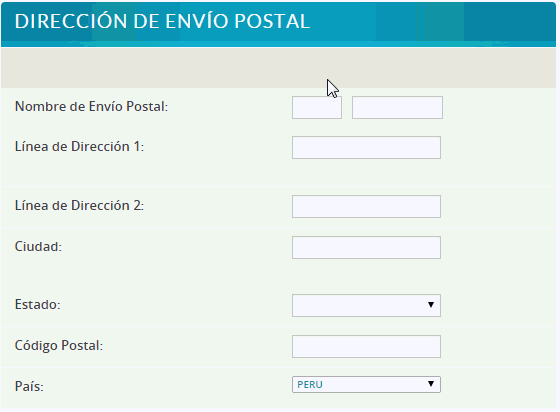 DIRECCIÓN DE ENVÍO POSTAL
Nombre de Envío Postal:
Línea de Dirección 1:
Línea de Dirección 2:
Ciudad:
Estado:
Código Postal:
País: PERU